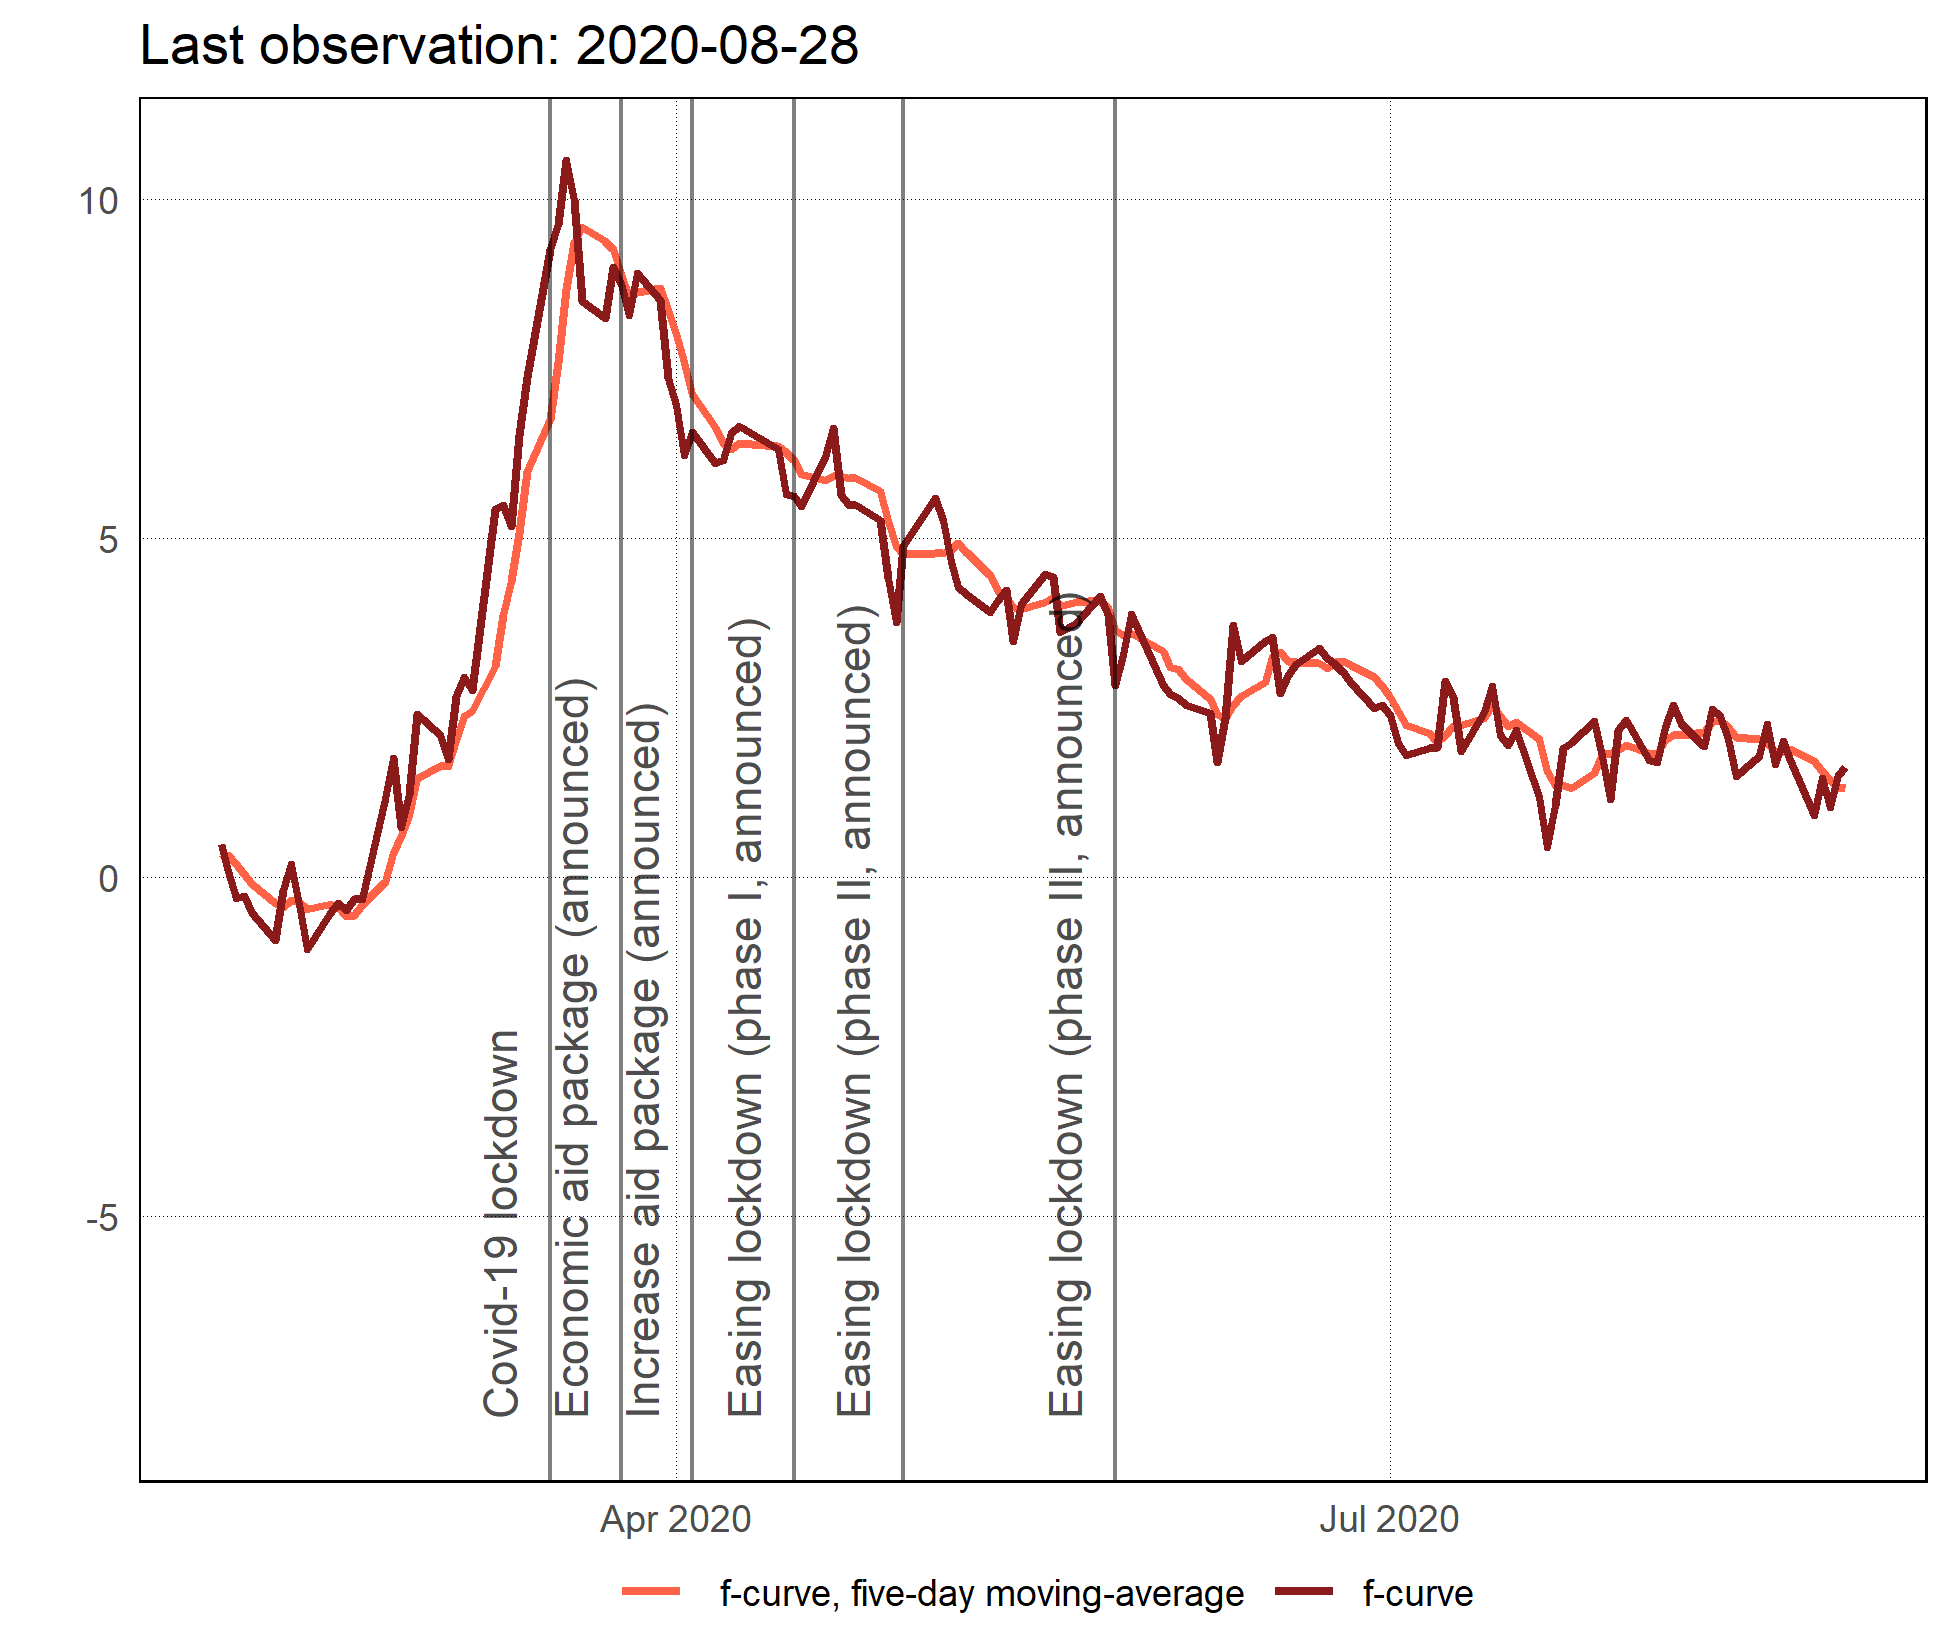 Last observation: 2020-08-28
10
5
0
-5
Covid-19 lockdown
Economic aid package (announced)
Increase aid package (announced)
Easing lockdown (phase I, announced)
Easing lockdown (phase II, announced)
Easing lockdown (phase III, announced)
Apr 2020
Jul 2020
f-curve, five-day moving-average
f-curve